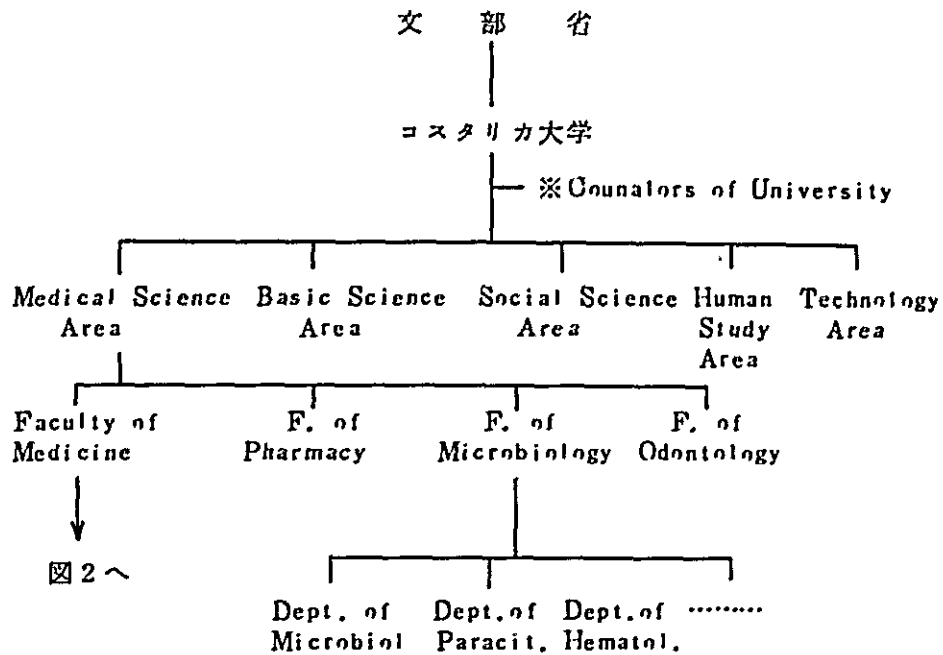 文部省
コスタリカ大学
※Counalors of University
Medical Science Basic Science Social Science Human Technology
Area Area Area Study Area
Area
Faculty of F. of F. of F. of
Medicine Pharmacy Microbiology Odontology
図2へ
Dept. of Dept. of Dept. of ………
Microbiol Paracit. Hematol.